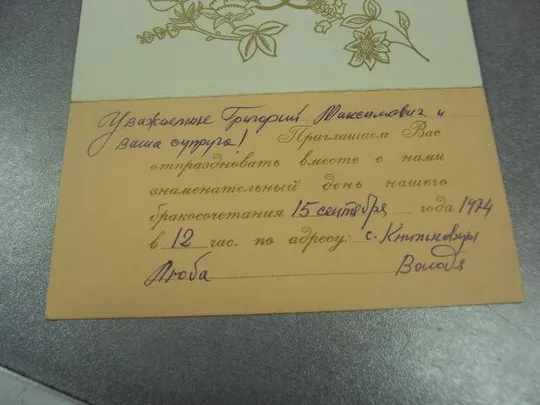 Уважаемые Григорий Максимович и
Ваша супруга! Приглашаем Вас
отпраздновать вместе с нами
знаменательный день нашего
бракосочетания 15 сентября года 1974
в 12 час. по адресу: с.
Люба Володя